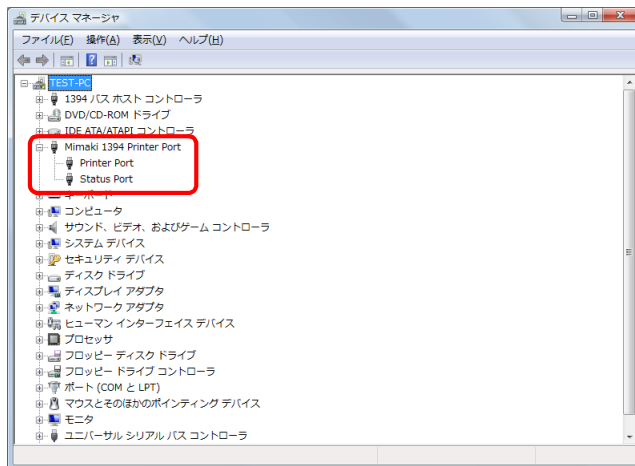 デバイス マネージャ
ファイル(F) 操作(A) 表示(V) ヘルプ(H)
TEST-PC
1394 バス ホスト コントローラ
DVD/CD-ROM ドライブ
IDE ATA/ATAPI コントローラ
Mimaki 1394 Printer Port
Printer Port
Status Port
キーボード
コンピュータ
サウンド、ビデオ、およびゲーム コントローラ
システム デバイス
セキュリティ デバイス
ディスク ドライブ
ディスプレイ アダプタ
ネットワーク アダプタ
ヒューマン インターフェイス デバイス
プロセッサ
フロッピー ディスク ドライブ
フロッピー ドライブ コントローラ
ポート (COM と LPT)
マウスとそのほかのポインティング デバイス
モニタ
ユニバーサル シリアル バス コントローラ